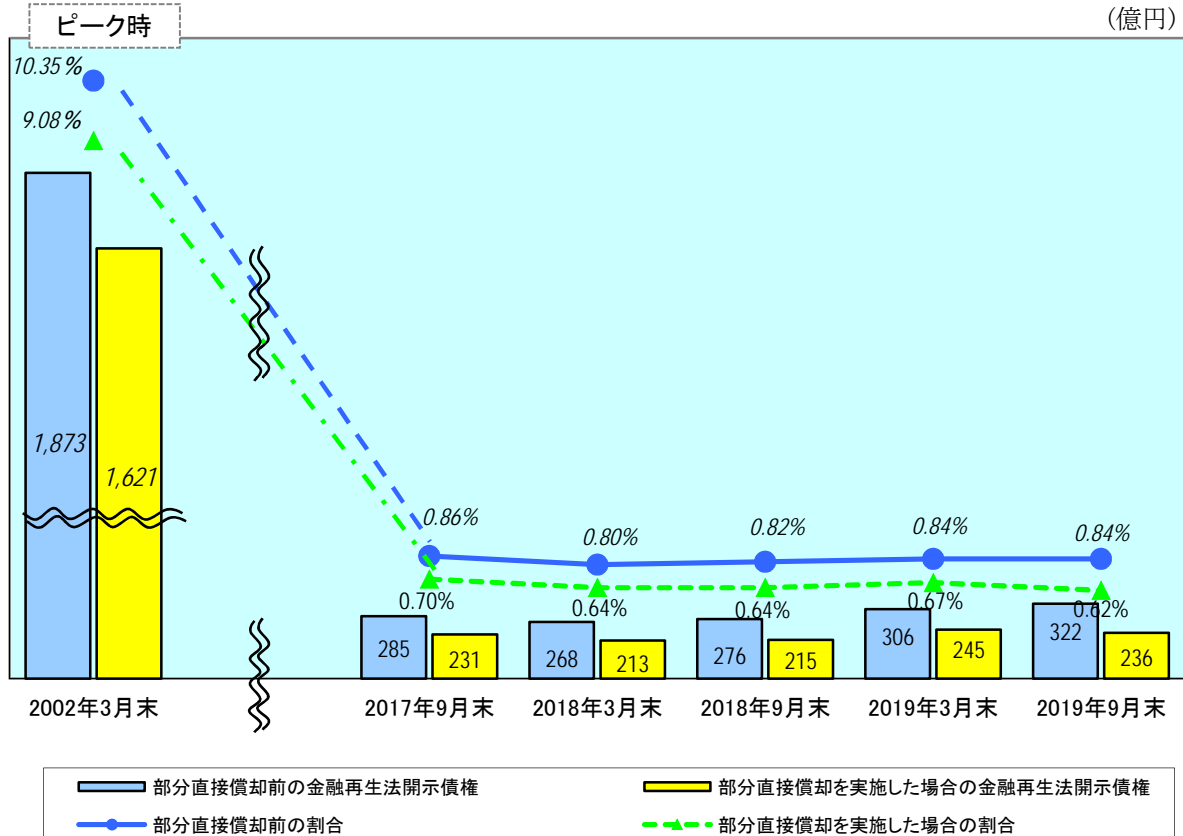 ピーク時
(億円)
10.35%
9.08%
1,873
1,621
0.86%
0.80%
0.82%
0.84%
0.84%
0.70%
0.64%
0.64%
0.67%
0.62%
285
231
268
213
276
215
306
245
322
236
2002年3月末
2017年9月末
2018年3月末
2018年9月末
2019年3月末
2019年9月末
部分直接償却前の金融再生法開示債権
部分直接償却を実施した場合の金融再生法開示債権
部分直接償却前の割合
部分直接償却を実施した場合の割合